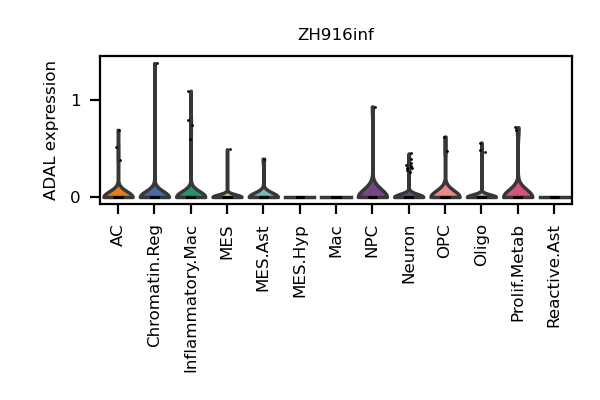 ZH916inf
ADAL expression
1
0
AC
Chromatin.Reg
Inflammatory.Mac
MES
MES.Ast
MES.Hyp
Mac
NPC
Neuron
OPC
Oligo
Prolif.Metab
Reactive.Ast